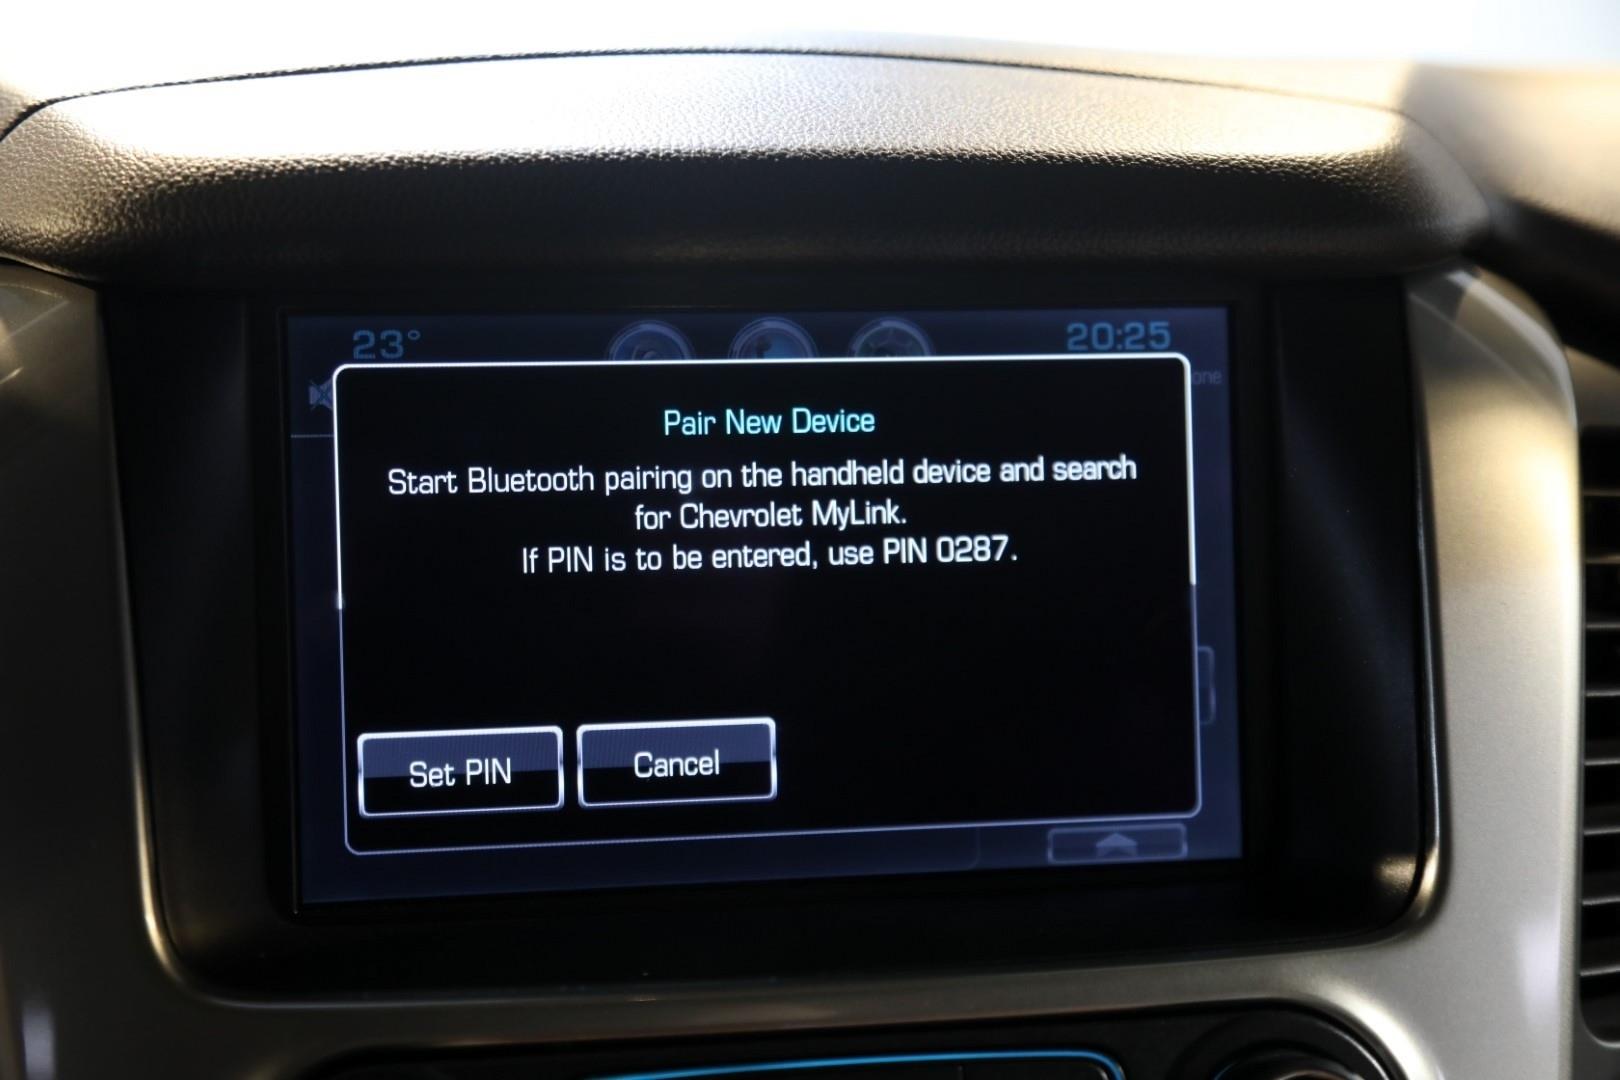 23°
20:25
one
Pair New Device
Start Bluetooth pairing on the handheld device and search
for Chevrolet MyLink.
If PIN is to be entered, use PIN 0287.
Set PIN
Cancel